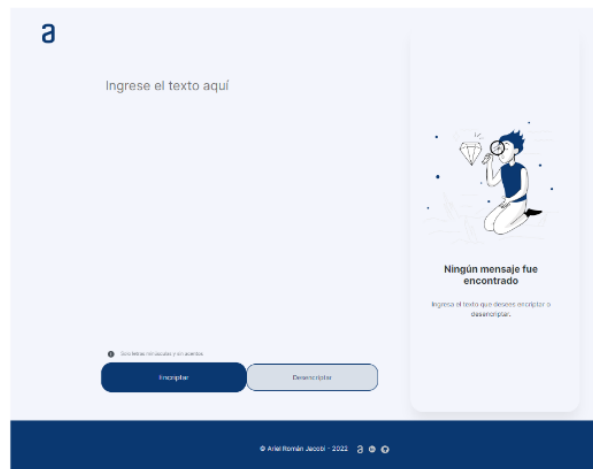 a
Ingrese el texto aquí
Ningún mensaje fue
encontrado
Ingresa el texto que desees encriptar o
desencriptar.
Solo letras minúsculas y sin acentos
Encriptar
Desencriptar
© Ariel Román Jacobi - 2022